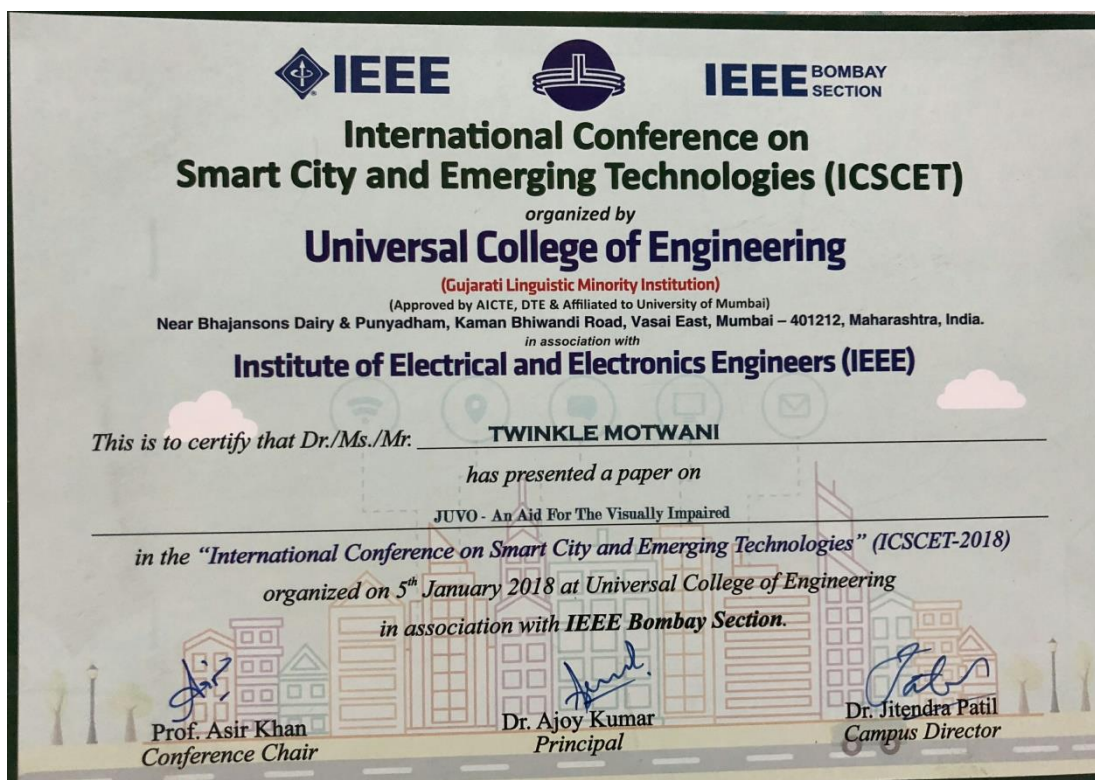 IEEE
IEEE BOMBAY SECTION
International Conference on
Smart City and Emerging Technologies (ICSCET)
organized by
Universal College of Engineering
(Gujarati Linguistic Minority Institution)
(Approved by AICTE, DTE & Affiliated to University of Mumbai)
Near Bhajansons Dairy & Punyadham, Kaman Bhiwandi Road, Vasai East, Mumbai – 401212, Maharashtra, India.
in association with
Institute of Electrical and Electronics Engineers (IEEE)
This is to certify that Dr./Ms./Mr. TWINKLE MOTWANI
has presented a paper on
JUVO - An Aid For The Visually Impaired
in the “International Conference on Smart City and Emerging Technologies” (ICSCET-2018)
organized on 5th January 2018 at Universal College of Engineering
in association with IEEE Bombay Section.
Prof. Asir Khan
Conference Chair
Dr. Ajoy Kumar
Principal
Dr. Jitendra Patil
Campus Director